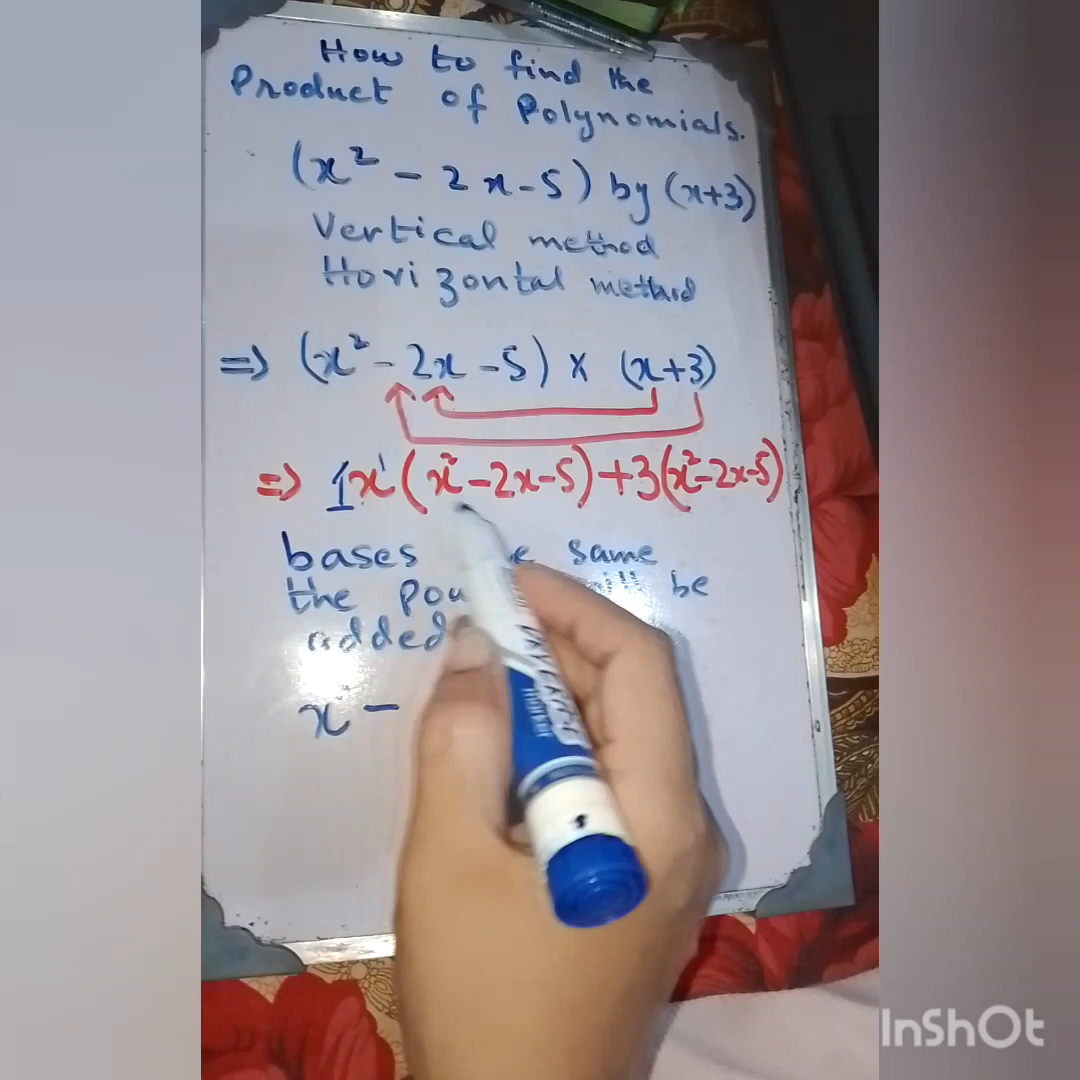 How to find the
Product of Polynomials.
(x² - 2x-5) by (x+3)
Vertical method
Horizontal method
=> (x² - 2x - 5) × (x+3)
=> 1x¹(x²-2x-5)+3(x²-2x-5)
bases same
the be
added
x -
InShOt